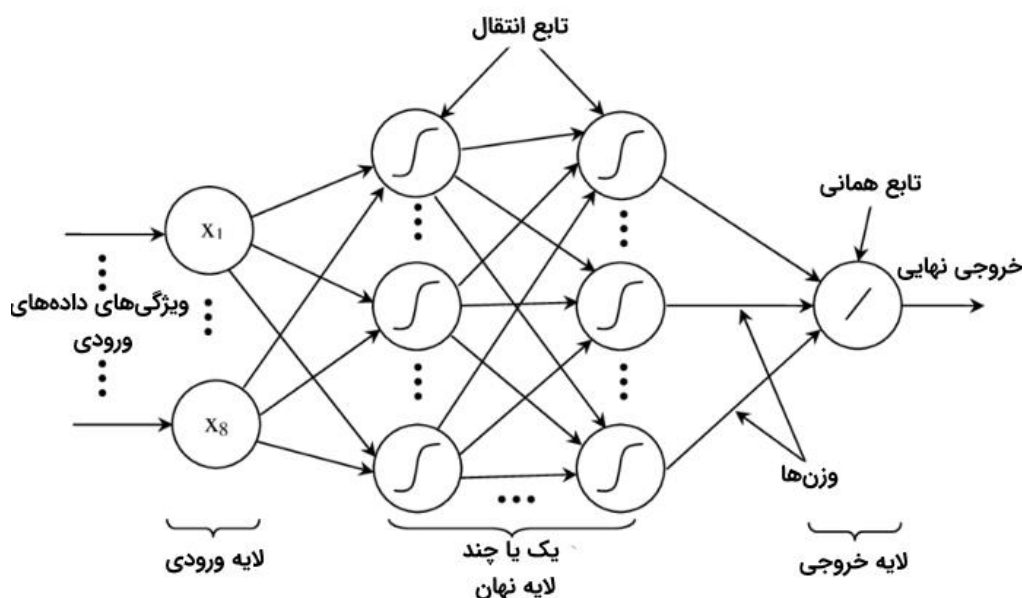 تابع انتقال
تابع همانی
خروجی نهایی
x1
ویژگی‌های داده‌های
ورودی
x8
وزن‌ها
لایه ورودی
یک یا چند
لایه نهان
لایه خروجی